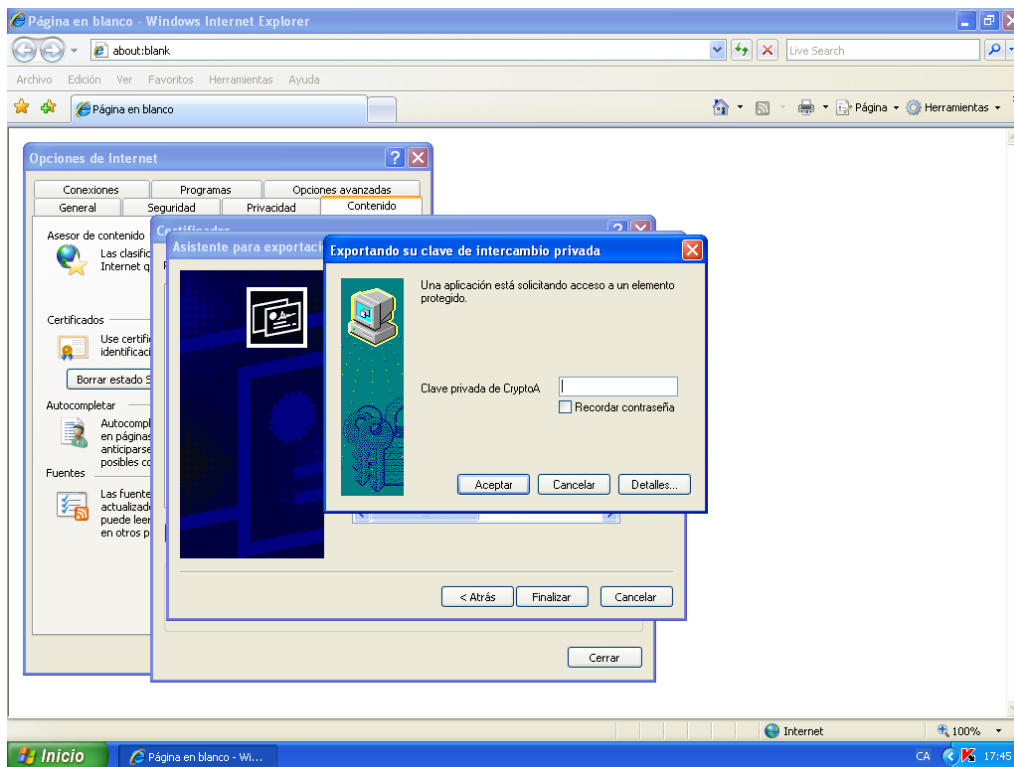 Página en blanco - Windows Internet Explorer
about:blank
Live Search
Archivo Edición Ver Favoritos Herramientas Ayuda
Página en blanco
Página Herramientas
Opciones de Internet
Conexiones Programas Opciones avanzadas
General Seguridad Privacidad Contenido
Asesor de contenido
Las clasific
Internet q
Certificados
Use certifi
identificaci
Borrar estado S
Autocompletar
Autocompl
en páginas
anticiparse
posibles co
Fuentes
Las fuente
actualizad
puede leer
en otros p
Certificados
Asistente para exportaci
Exportando su clave de intercambio privada
Una aplicación está solicitando acceso a un elemento
protegido.
Clave privada de CryptoA
Recordar contraseña
Aceptar Cancelar Detalles...
< Atrás Finalizar Cancelar
Cerrar
Internet 100%
Inicio Página en blanco - Wi... CA 17:45